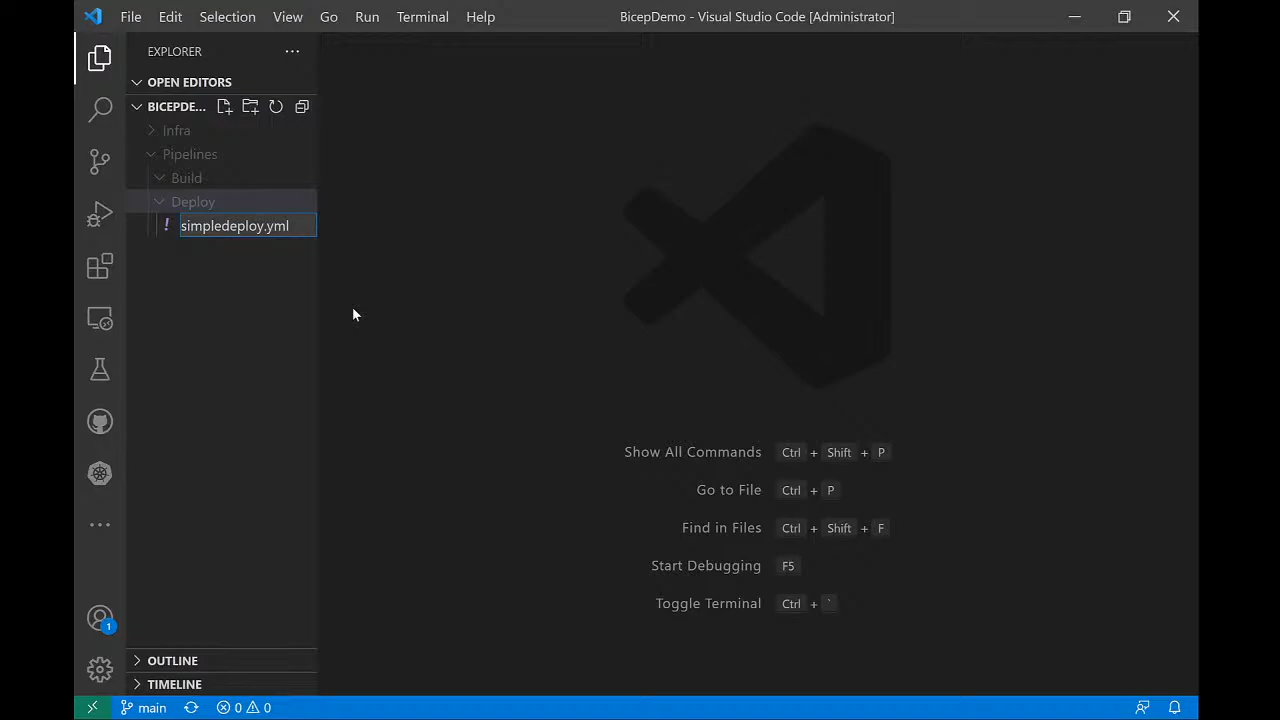 File Edit Selection View Go Run Terminal Help
BicepDemo - Visual Studio Code [Administrator]
EXPLORER
OPEN EDITORS
BICEPDE...
Infra
Pipelines
Build
Deploy
! simpledeploy.yml
Show All Commands Ctrl + Shift + P
Go to File Ctrl + P
Find in Files Ctrl + Shift + F
Start Debugging F5
Toggle Terminal Ctrl + `
1
OUTLINE
TIMELINE
main 0 0